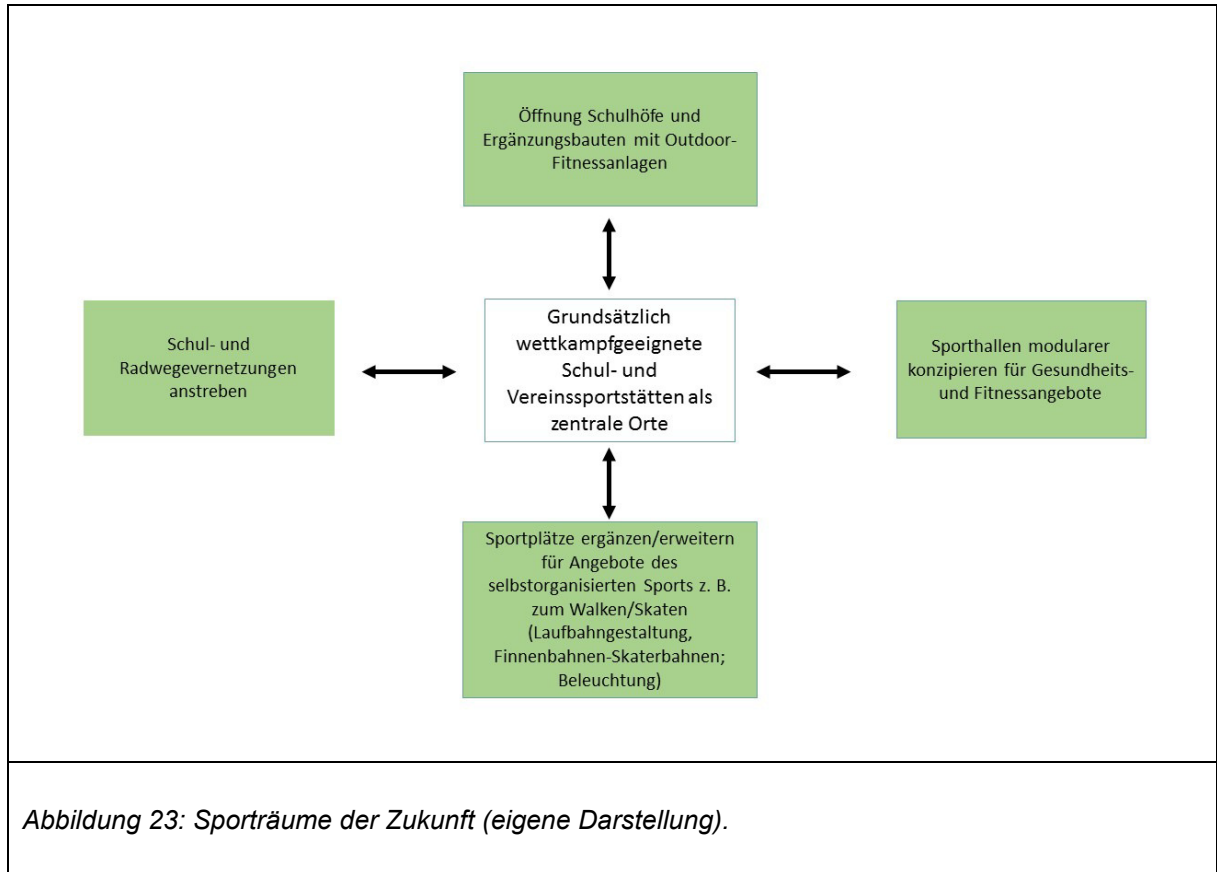 Öffnung Schulhöfe und
Ergänzungsbauten mit Outdoor-
Fitnessanlagen
Schul- und
Radwegevernetzungen
anstreben
Grundsätzlich
wettkampfgeeignete
Schul- und
Vereinssportstätten als
zentrale Orte
Sporthallen modularer
konzipieren für Gesundheits-
und Fitnessangebote
Sportplätze ergänzen/erweitern
für Angebote des
selbstorganisierten Sports z. B.
zum Walken/Skaten
(Laufbahngestaltung,
Finnenbahnen-Skaterbahnen;
Beleuchtung)
Abbildung 23: Sporträume der Zukunft (eigene Darstellung).